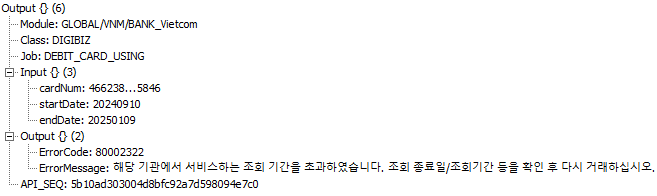 Output {} (6)
Module: GLOBAL/VNM/BANK_Vietcom
Class: DIGIBIZ
Job: DEBIT_CARD_USING
Input {} (3)
cardNum: 466238...5846
startDate: 20240910
endDate: 20250109
Output {} (2)
ErrorCode: 80002322
ErrorMessage: 해당 기관에서 서비스하는 조회 기간을 초과하였습니다. 조회 종료일/조회기간 등을 확인 후 다시 거래하십시오.
API_SEQ: 5b10ad303004d8bfc92a7d598094e7c0